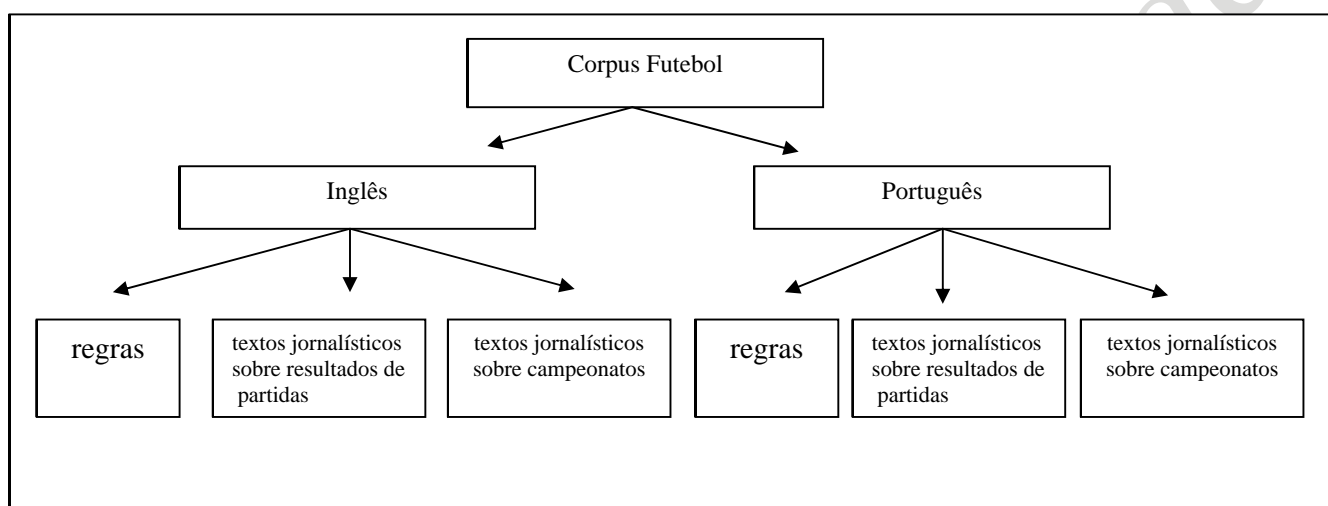 Corpus Futebol
Inglês
Português
regras
textos jornalísticos
sobre resultados de
partidas
textos jornalísticos
sobre campeonatos
regras
textos jornalísticos
sobre resultados de
partidas
textos jornalísticos
sobre campeonatos